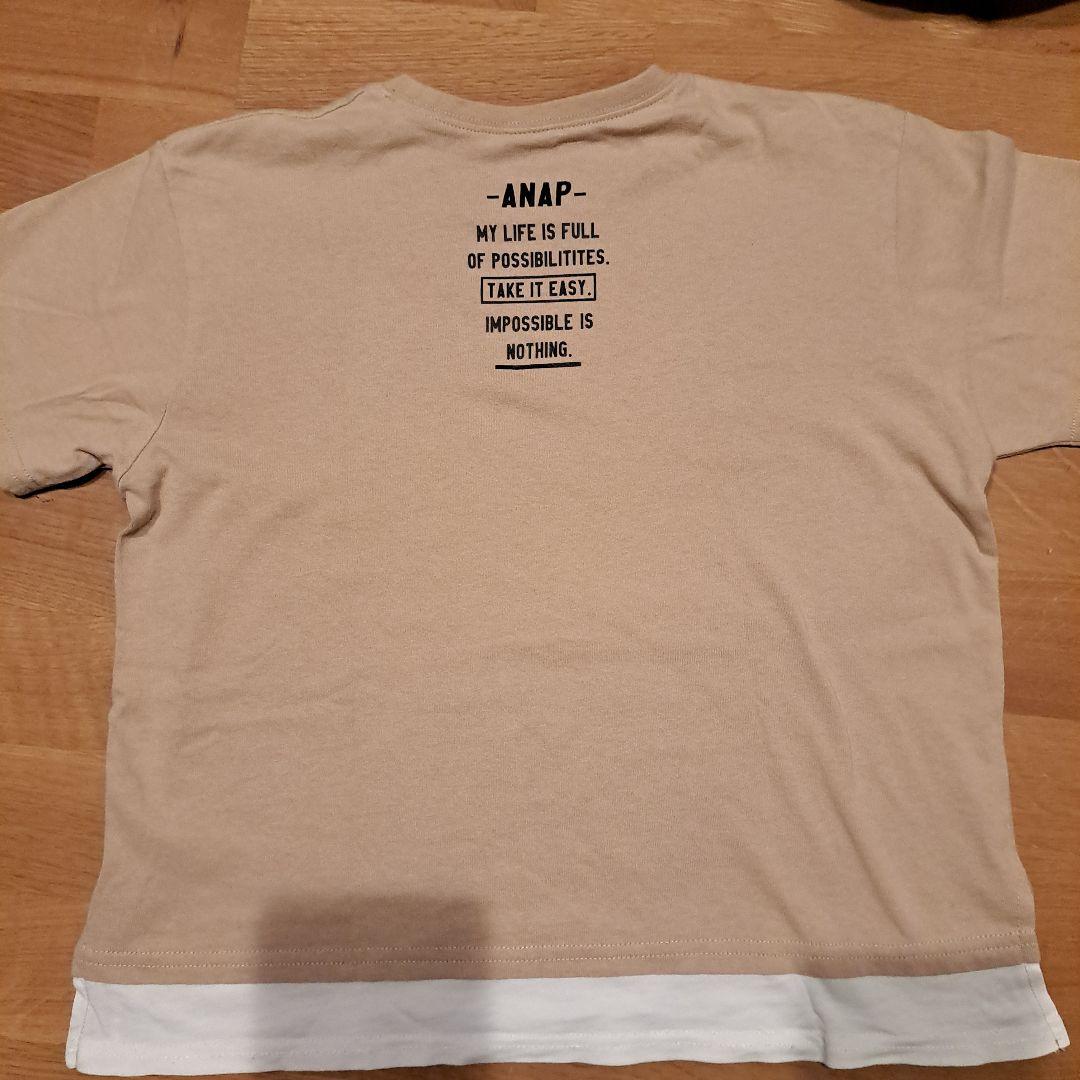 -ANAP-
MY LIFE IS FULL
OF POSSIBILITITES.
TAKE IT EASY.
IMPOSSIBLE IS
NOTHING.